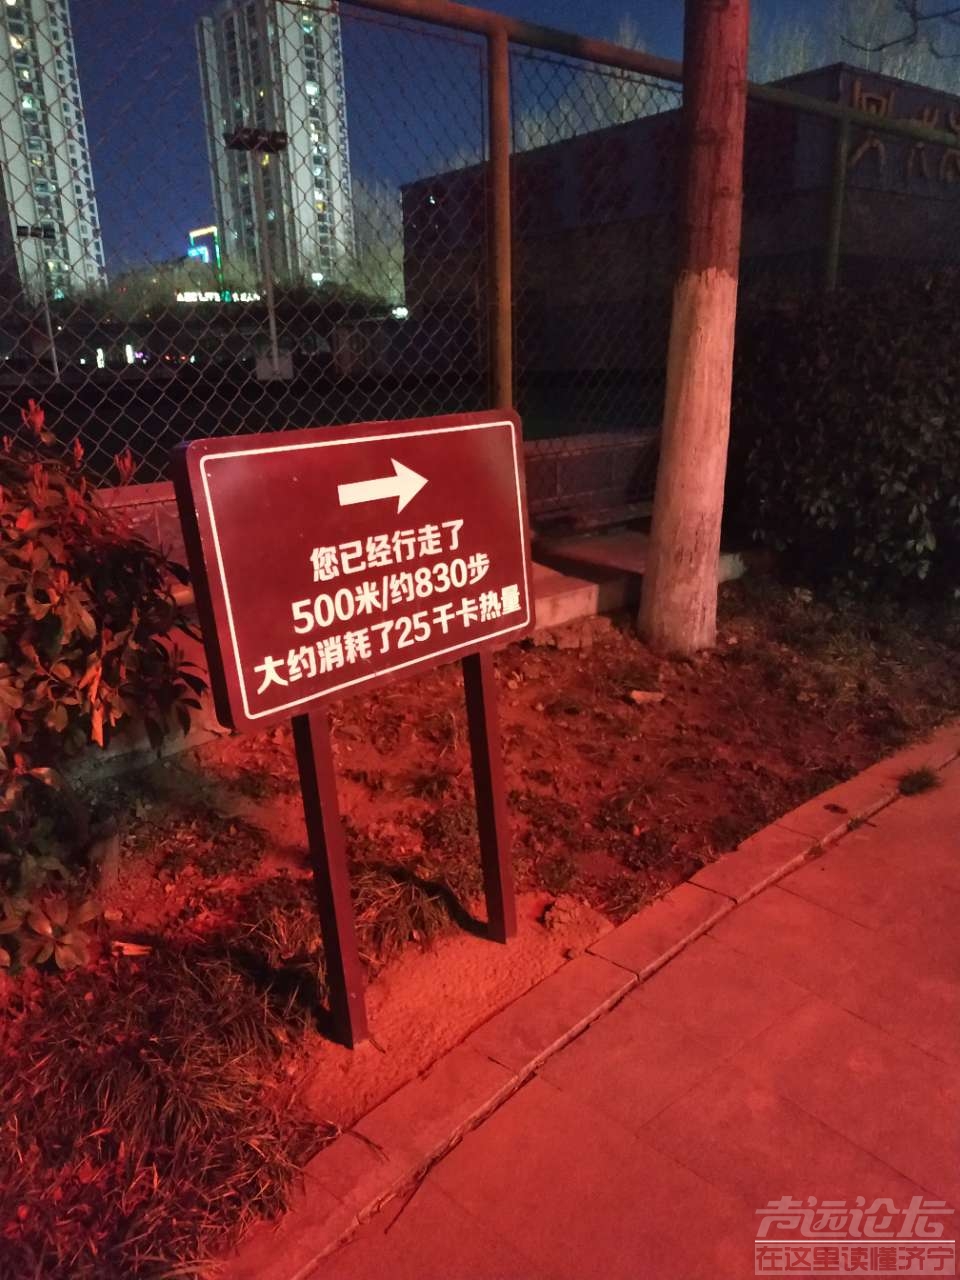 您已经行走了
500米/约830步
大约消耗了25千卡热量
声远论坛
在这里读懂济宁